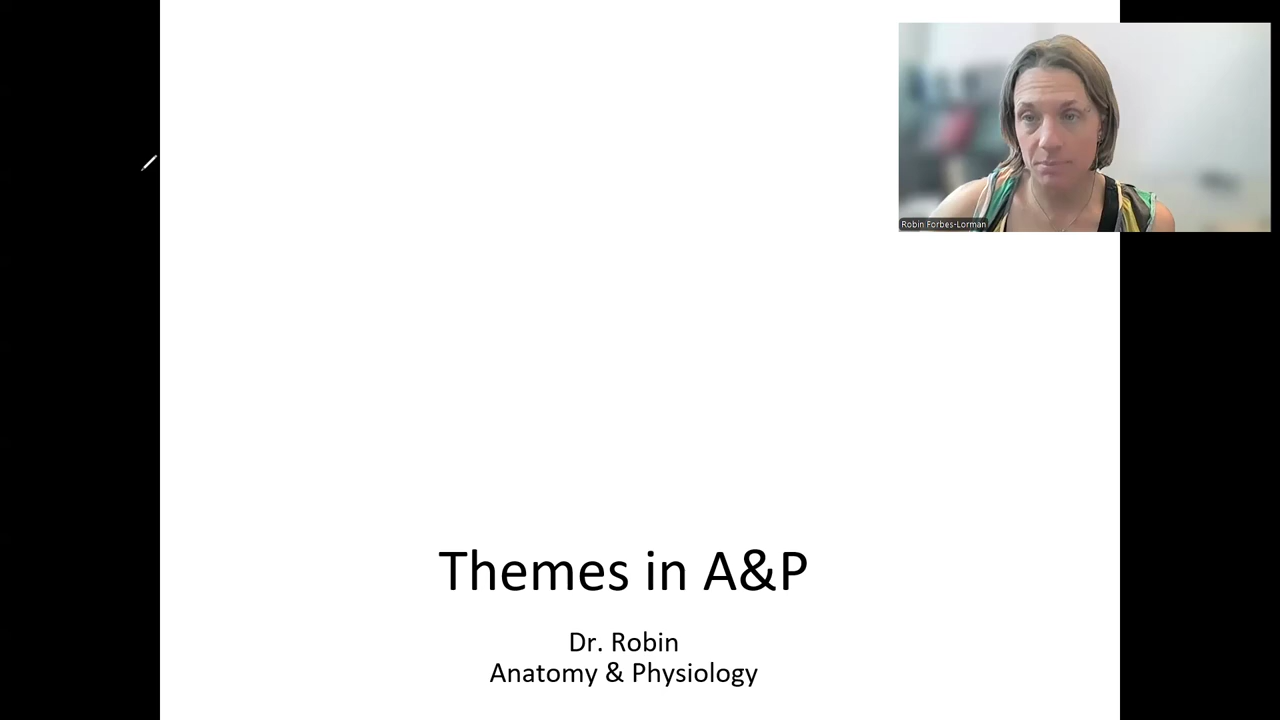 Robin Forbes-Lorman
Themes in A&P
Dr. Robin
Anatomy & Physiology